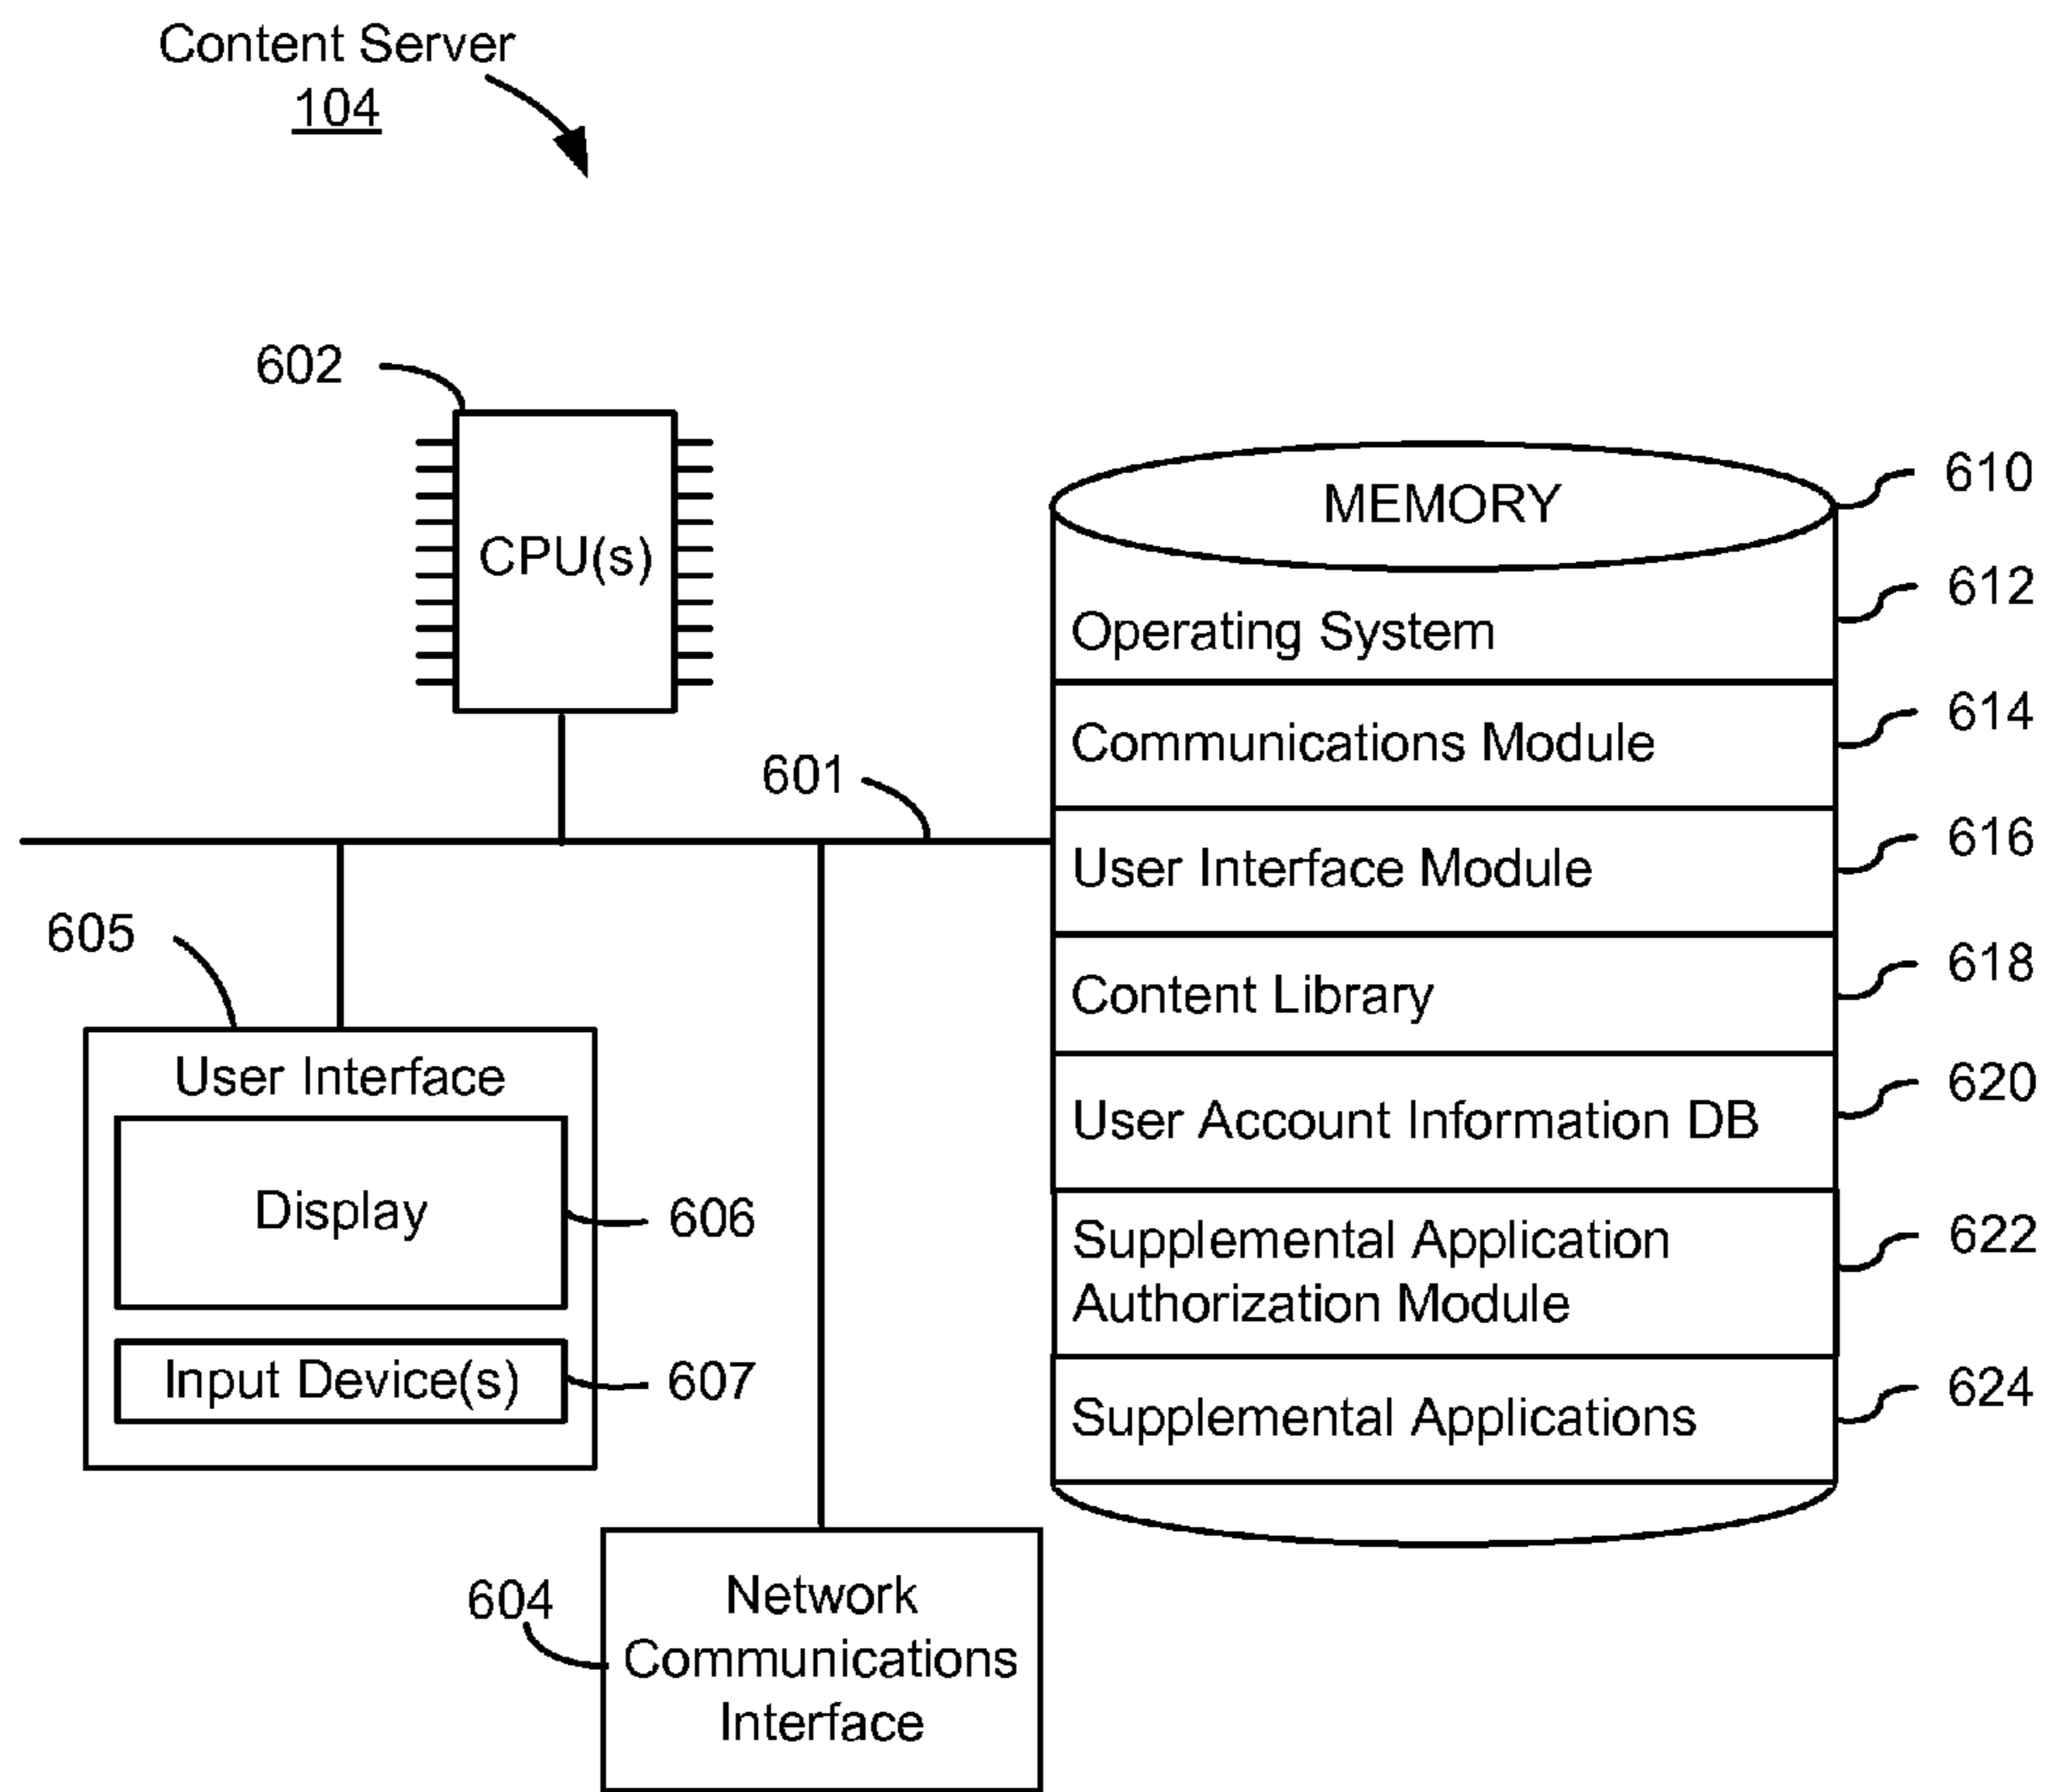 Content Server
104
602
CPU(s)
601
605
User Interface
Display
606
Input Device(s)
607
604
Network
Communications
Interface
MEMORY
610
Operating System
612
Communications Module
614
User Interface Module
616
Content Library
618
User Account Information DB
620
Supplemental Application
Authorization Module
622
Supplemental Applications
624